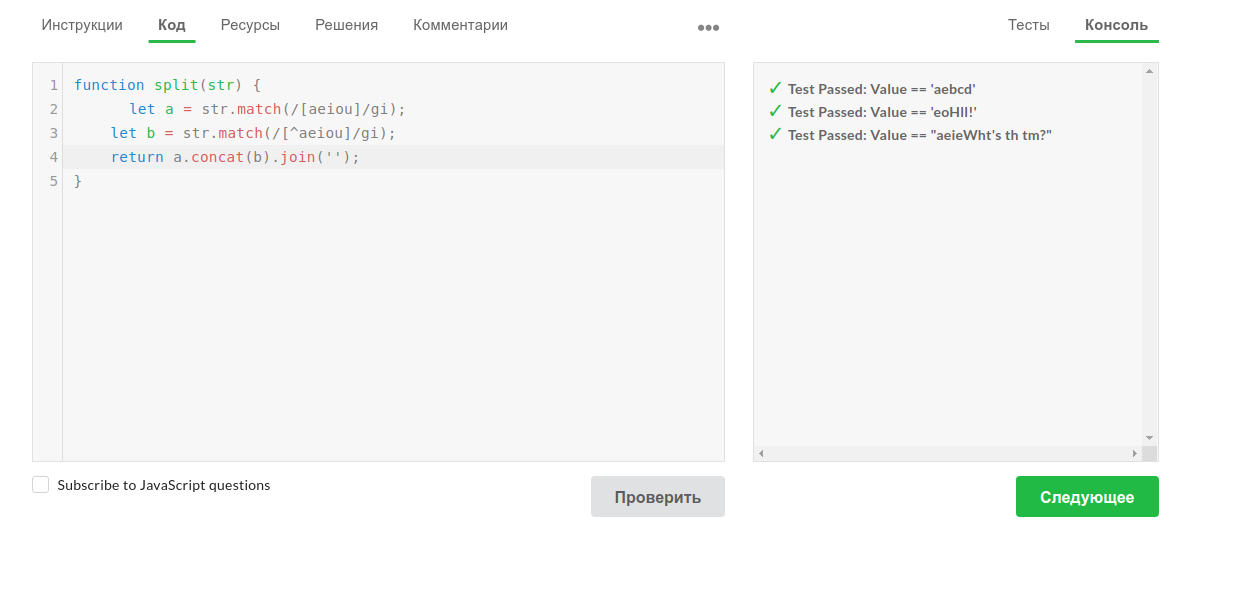 Инструкции Код Ресурсы Решения Комментарии ••• Тесты Консоль
1 function split(str) {
2 let a = str.match(/[aeiou]/gi);
3 let b = str.match(/[^aeiou]/gi);
4 return a.concat(b).join('');
5 }
✓ Test Passed: Value == 'aebcd'
✓ Test Passed: Value == 'eoHll!'
✓ Test Passed: Value == "aeieWht's th tm?"
Subscribe to JavaScript questions
Проверить
Следующее